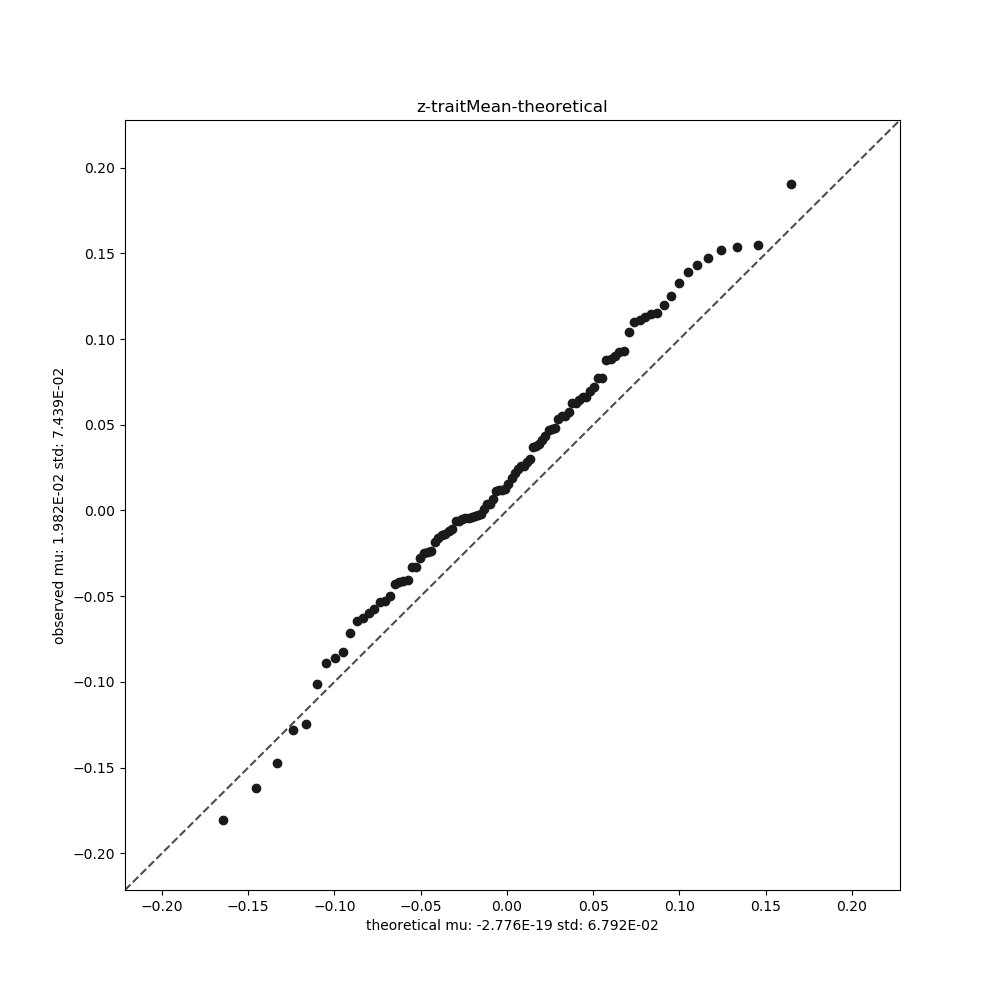 z-traitMean-theoretical
0.20
0.15
0.10
0.05
0.00
−0.05
−0.10
−0.15
−0.20
observed mu: 1.982E-02 std: 7.439E-02
−0.20 −0.15 −0.10 −0.05 0.00 0.05 0.10 0.15 0.20
theoretical mu: -2.776E-19 std: 6.792E-02